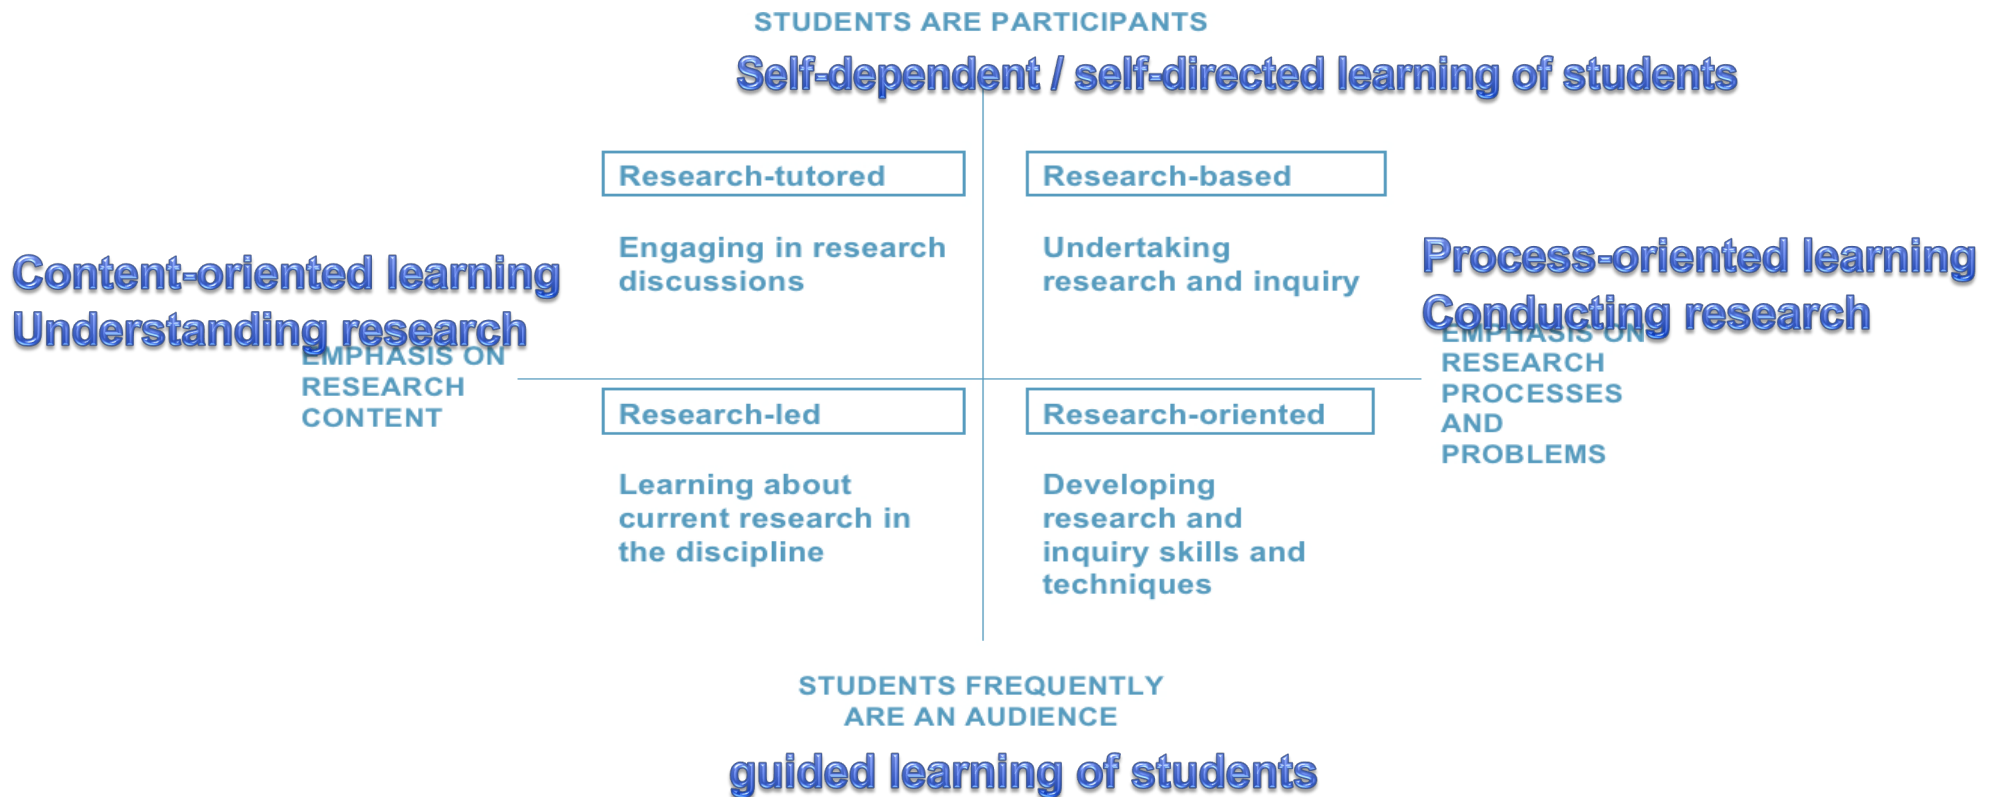 STUDENTS ARE PARTICIPANTS
Self-dependent / self-directed learning of students
Research-tutored
Engaging in research
discussions
Research-based
Undertaking
research and inquiry
Content-oriented learning
Understanding research
EMPHASIS ON
RESEARCH
CONTENT
Process-oriented learning
Conducting research
EMPHASIS ON
RESEARCH
PROCESSES
AND
PROBLEMS
Research-led
Learning about
current research in
the discipline
Research-oriented
Developing
research and
inquiry skills and
techniques
STUDENTS FREQUENTLY
ARE AN AUDIENCE
guided learning of students